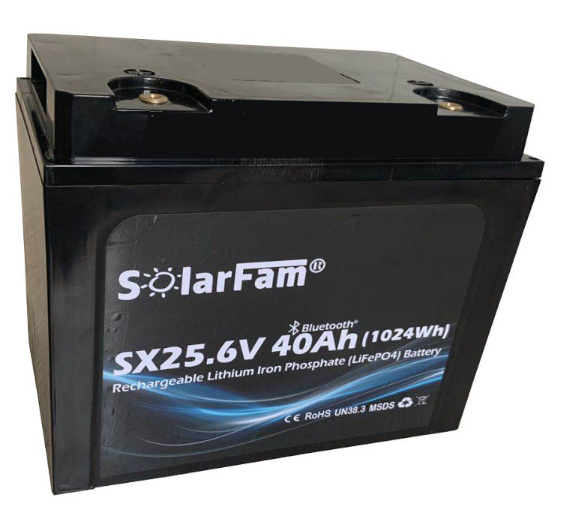 SolarFam®
Bluetooth®
SX25.6V 40Ah (1024Wh)
Rechargeable Lithium Iron Phosphate (LiFePO4) Battery
CE RoHS UN38.3 MSDS